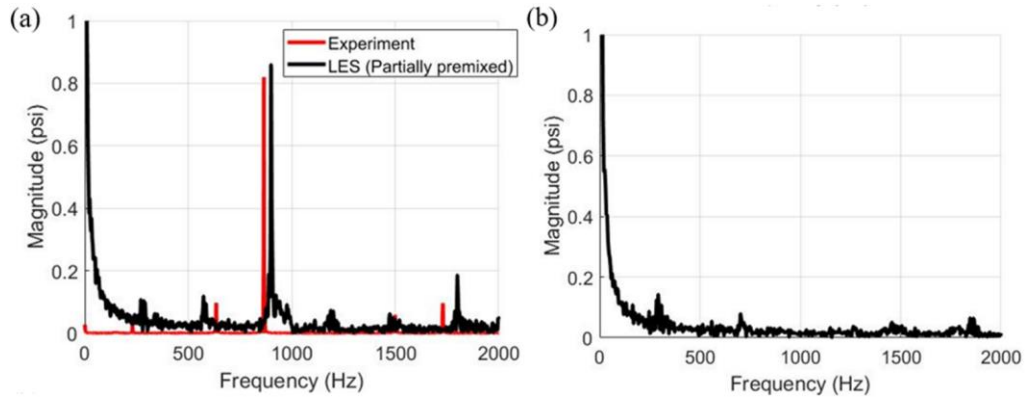 (a)
1
0.8
0.6
0.4
0.2
0
Magnitude (psi)
Experiment
LES (Partially premixed)
0 500 1000 1500 2000
Frequency (Hz)
(b)
1
0.8
0.6
0.4
0.2
0
Magnitude (psi)
0 500 1000 1500 2000
Frequency (Hz)